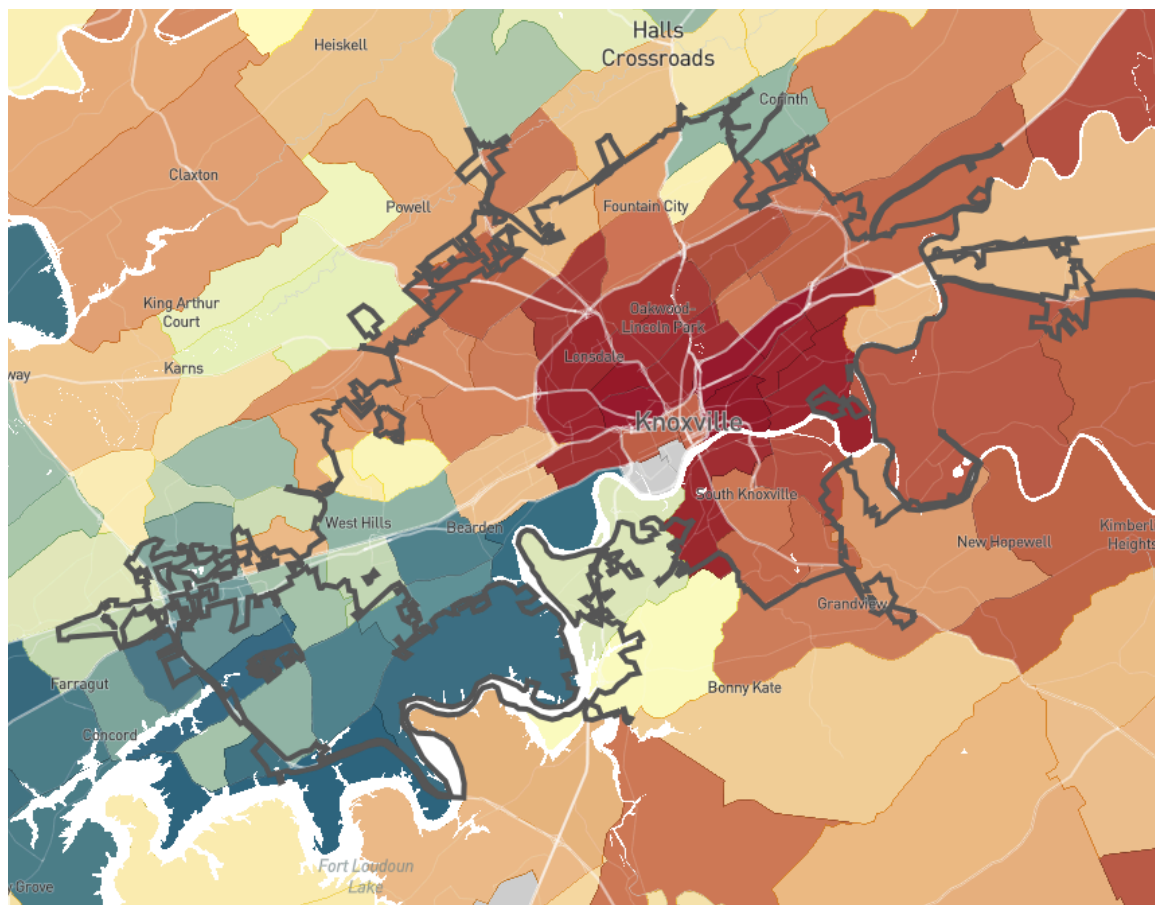 Halls
Crossroads
Heiskell
Corinth
Claxton
Powell
Fountain City
King Arthur
Court
Oakwood-
Lincoln Park
Lonsdale
Karns
way
Knoxville
South Knoxville
West Hills
Bearden
Kimberl
Heights
New Hopewell
Grandview
Farragut
Bonny Kate
Concord
Fort Loudoun
Lake
y Grove